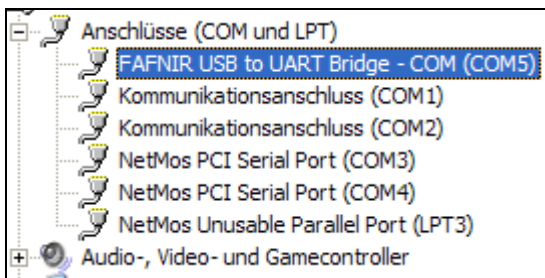 Anschlüsse (COM und LPT)
FAFNIR USB to UART Bridge - COM (COM5)
Kommunikationsanschluss (COM1)
Kommunikationsanschluss (COM2)
NetMos PCI Serial Port (COM3)
NetMos PCI Serial Port (COM4)
NetMos Unusable Parallel Port (LPT3)
Audio-, Video- und Gamecontroller